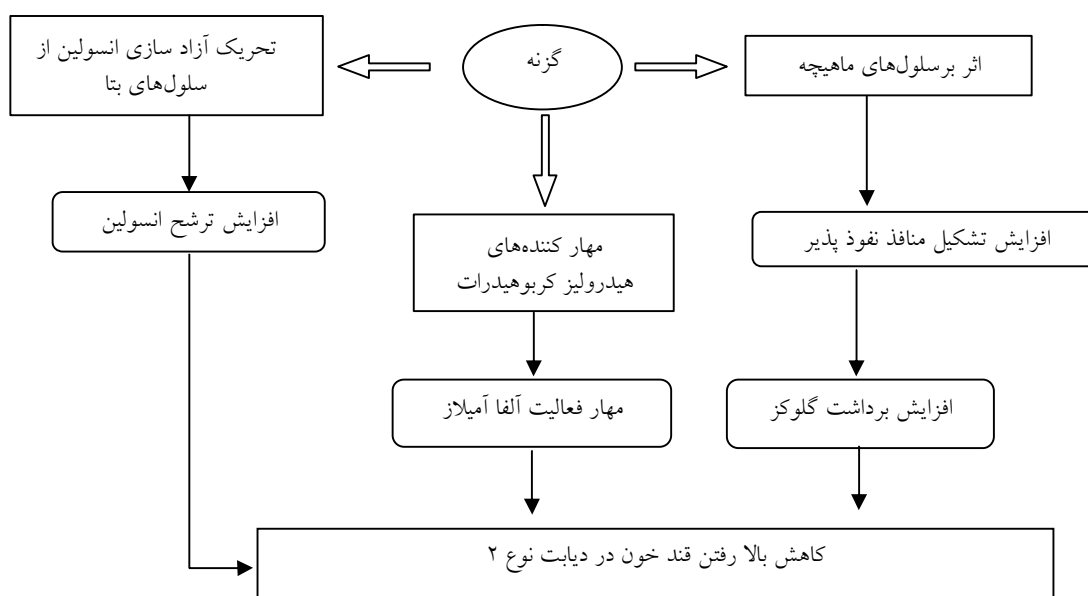 گزنه
اثر برسلول‌های ماهیچه
تحریک آزاد سازی انسولین از
سلول‌های بتا
افزایش تشکیل منافذ نفوذ پذیر
مهار کننده‌های
هیدرولیز کربوهیدرات
افزایش ترشح انسولین
افزایش برداشت گلوکز
مهار فعالیت آلفا آمیلاز
کاهش بالا رفتن قند خون در دیابت نوع ۲